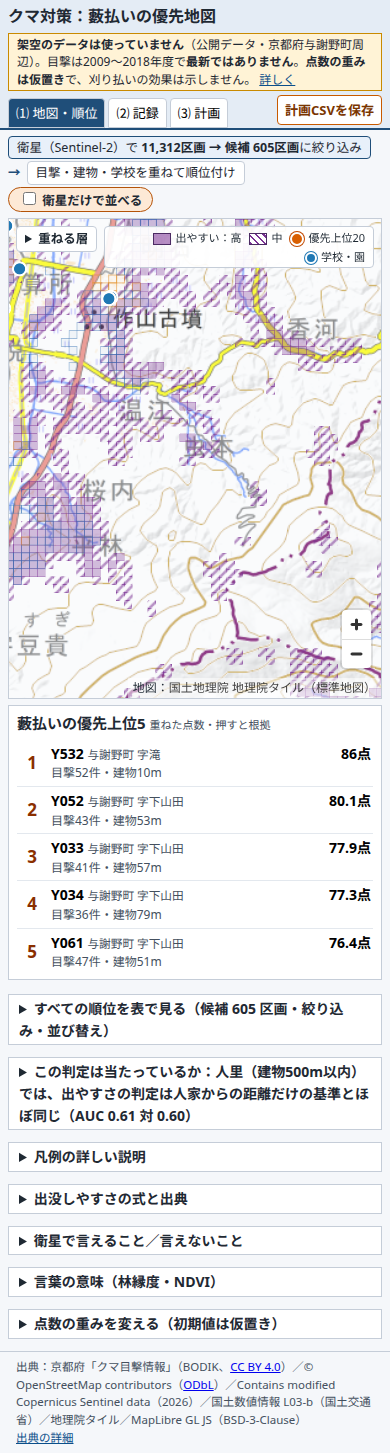 クマ対策：藪払いの優先地図
架空のデータは使っていません（公開データ・京都府与謝野町周
辺）。目撃は2009〜2018年度で最新ではありません。点数の重み
は仮置きで、刈り払いの効果は示しません。 詳しく
⑴ 地図・順位
⑵ 記録
⑶ 計画
計画CSVを保存
衛星（Sentinel-2）で 11,312区画 → 候補 605区画に絞り込み
→ 目撃・建物・学校を重ねて順位付け
衛星だけで並べる
▶ 重ねる層
出やすい：高 中 優先上位20
学校・園
算所
作山古墳
香河
温江
桜内
平林
すぎ
豆貴
+
−
地図：国土地理院 地理院タイル（標準地図）
藪払いの優先上位5 重ねた点数・押すと根拠
1 Y532 与謝野町 字滝 86点
目撃52件・建物10m
2 Y052 与謝野町 字下山田 80.1点
目撃43件・建物53m
3 Y033 与謝野町 字下山田 77.9点
目撃41件・建物57m
4 Y034 与謝野町 字下山田 77.3点
目撃36件・建物79m
5 Y061 与謝野町 字下山田 76.4点
目撃47件・建物51m
▶ すべての順位を表で見る（候補 605 区画・絞り込
み・並び替え）
▶ この判定は当たっているか：人里（建物500m以内）
では、出やすさの判定は人家からの距離だけの基準とほ
ぼ同じ（AUC 0.61 対 0.60）
▶ 凡例の詳しい説明
▶ 出没しやすさの式と出典
▶ 衛星で言えること／言えないこと
▶ 言葉の意味（林縁度・NDVI）
▶ 点数の重みを変える（初期値は仮置き）
出典：京都府「クマ目撃情報」（BODIK、CC BY 4.0）／©
OpenStreetMap contributors（ODbL）／Contains modified
Copernicus Sentinel data（2026）／国土数値情報 L03-b（国土交通
省）／地理院タイル／MapLibre GL JS（BSD-3-Clause）
出典の詳細